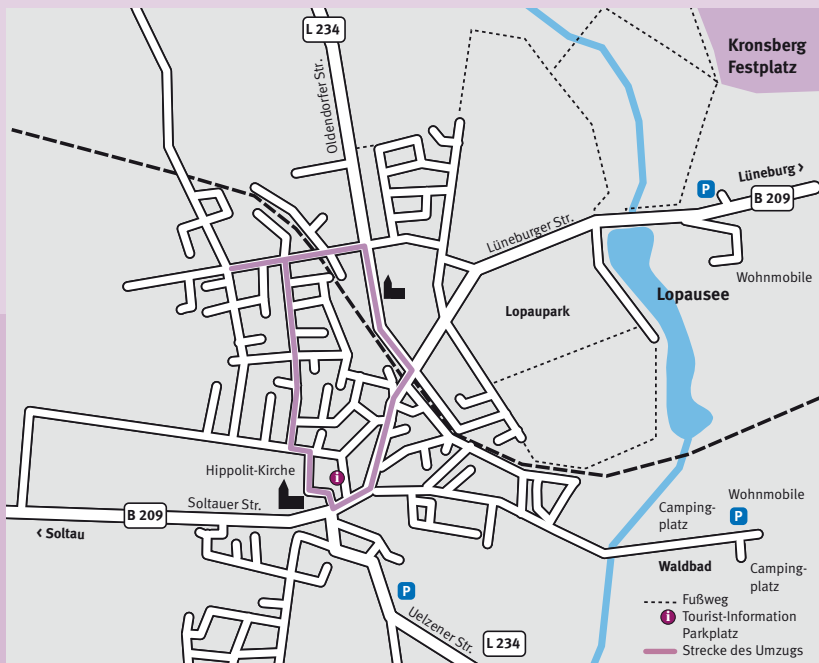 L 234
Kronsberg
Festplatz
Oldendorfer Str.
P
Lüneburg >
B 209
Lüneburger Str.
Wohnmobile
Lopausee
Lopaupark
Hippolit-Kirche
i
Soltauer Str.
B 209
< Soltau
Wohnmobile
P
Camping-
platz
Waldbad
Camping-
platz
P
Uelzener Str.
L 234
Fußweg
i Tourist-Information
Parkplatz
Strecke des Umzugs